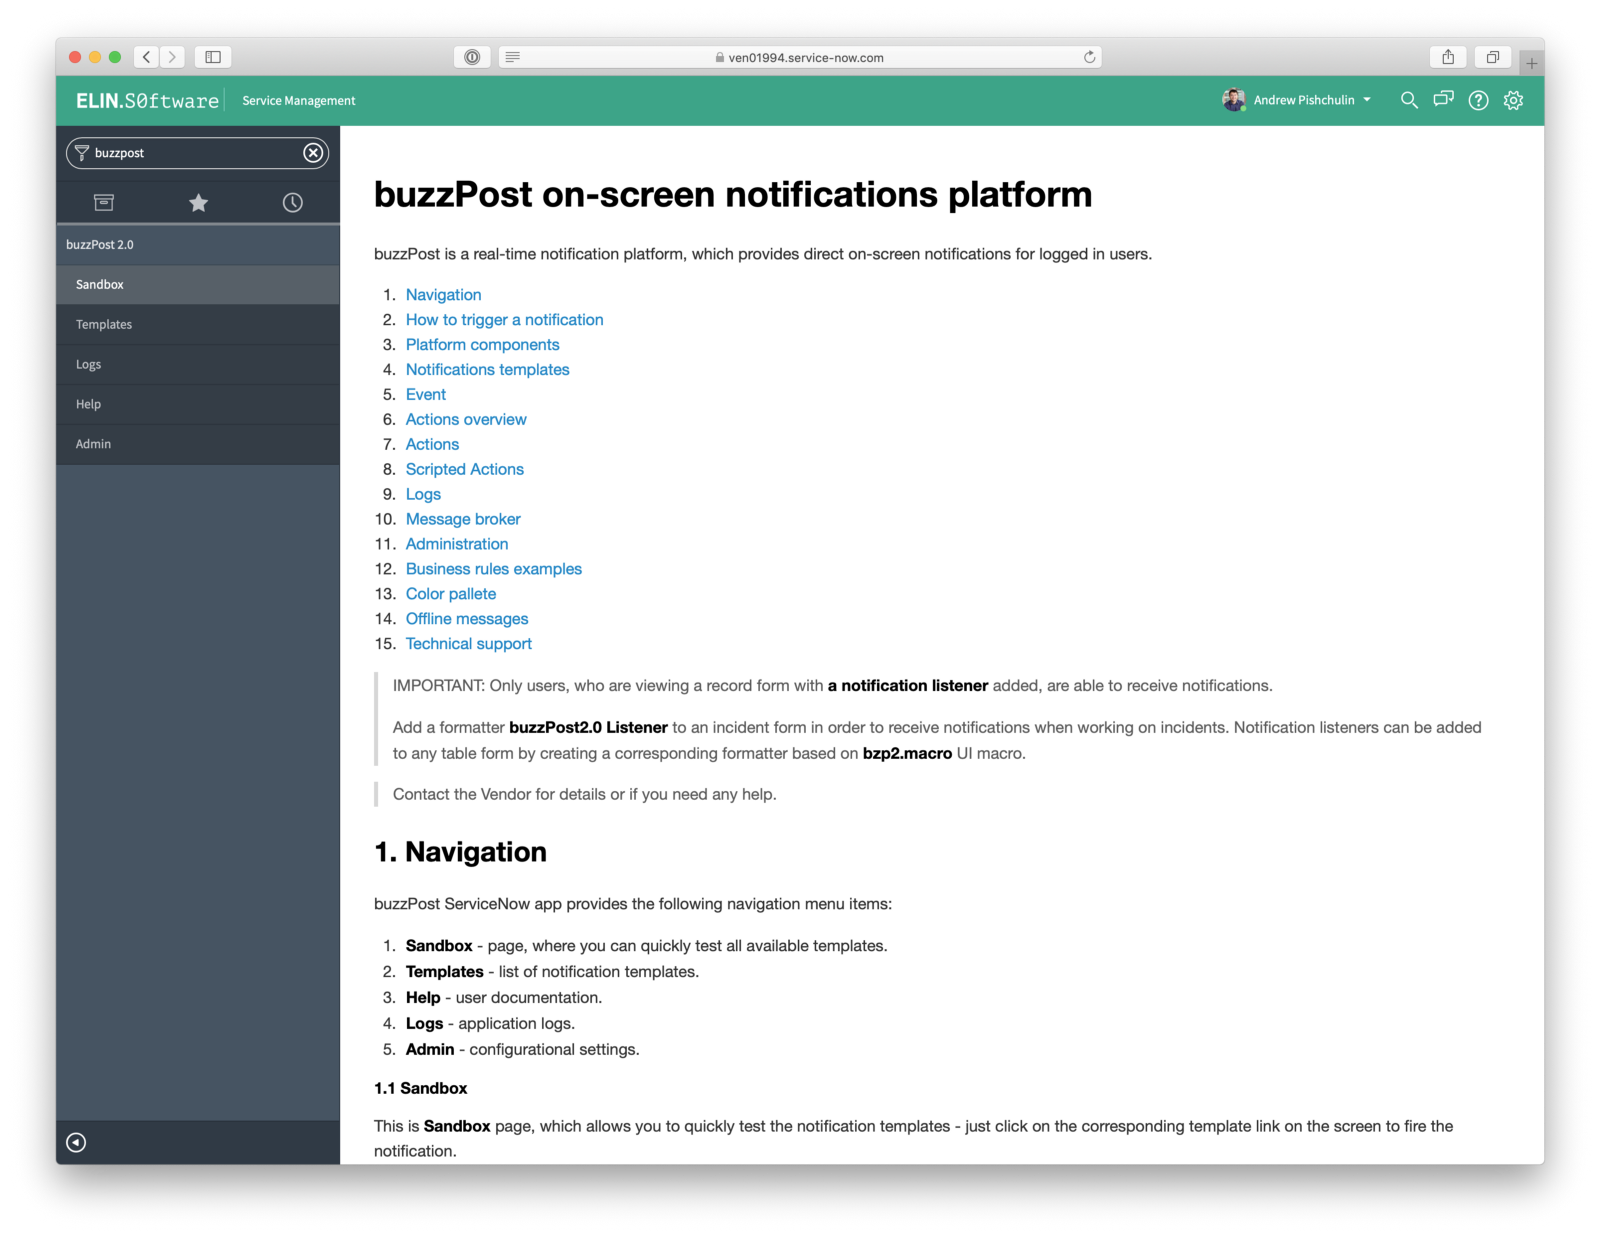 ven01994.service-now.com
ELIN.S0ftware
Service Management
Andrew Pishchulin
buzzpost
buzzPost 2.0
Sandbox
Templates
Logs
Help
Admin
buzzPost on-screen notifications platform
buzzPost is a real-time notification platform, which provides direct on-screen notifications for logged in users.
1. Navigation
2. How to trigger a notification
3. Platform components
4. Notifications templates
5. Event
6. Actions overview
7. Actions
8. Scripted Actions
9. Logs
10. Message broker
11. Administration
12. Business rules examples
13. Color pallete
14. Offline messages
15. Technical support
IMPORTANT: Only users, who are viewing a record form with a notification listener added, are able to receive notifications.
Add a formatter buzzPost2.0 Listener to an incident form in order to receive notifications when working on incidents. Notification listeners can be added
to any table form by creating a corresponding formatter based on bzp2.macro UI macro.
Contact the Vendor for details or if you need any help.
1. Navigation
buzzPost ServiceNow app provides the following navigation menu items:
1. Sandbox - page, where you can quickly test all available templates.
2. Templates - list of notification templates.
3. Help - user documentation.
4. Logs - application logs.
5. Admin - configurational settings.
1.1 Sandbox
This is Sandbox page, which allows you to quickly test the notification templates - just click on the corresponding template link on the screen to fire the
notification.